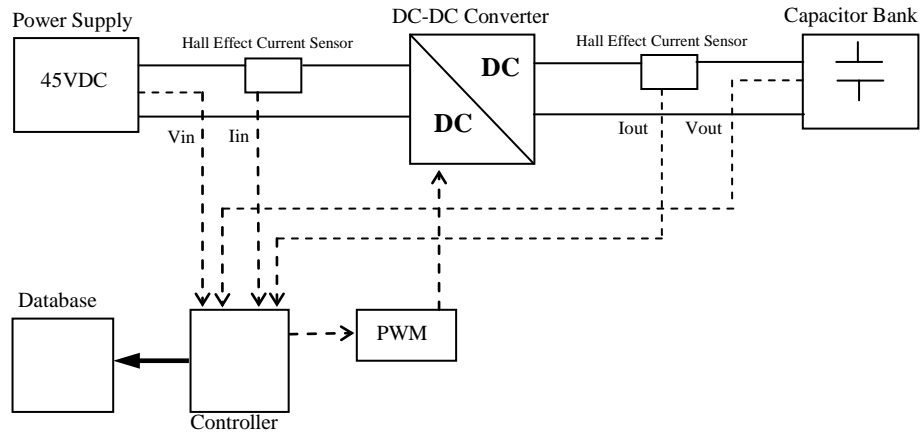 Power Supply
DC-DC Converter
Capacitor Bank
Hall Effect Current Sensor
Hall Effect Current Sensor
45VDC
DC
DC
Vin
Iin
Iout
Vout
Database
PWM
Controller